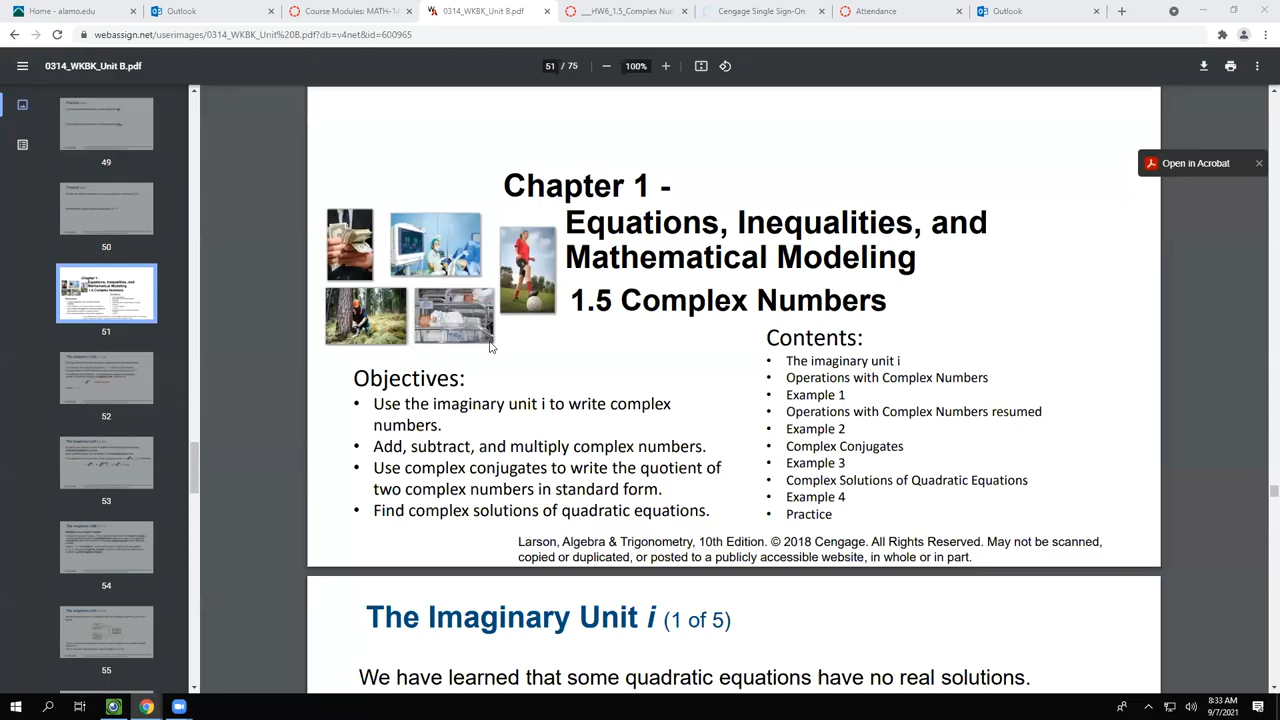 Home - alamo.edu
Outlook
Course Modules: MATH-14
0314_WKBK_Unit B.pdf
___HW6_1.5_Complex Num
Cengage Single Sign-On
Attendance
Outlook
webassign.net/userimages/0314_WKBK_Unit%20B.pdf?db=v4net&id=600965
0314_WKBK_Unit B.pdf
51 / 75
100%
Open in Acrobat
49
50
51
52
53
54
55
Chapter 1 -
Equations, Inequalities, and
Mathematical Modeling
1.5 Complex Numbers
Contents:
• The imaginary unit i
• Operations with Complex Numbers
• Example 1
• Operations with Complex Numbers resumed
• Example 2
• Complex Conjugates
• Example 3
• Complex Solutions of Quadratic Equations
• Example 4
• Practice
Objectives:
• Use the imaginary unit i to write complex
numbers.
• Add, subtract, and multiply complex numbers.
• Use complex conjugates to write the quotient of
two complex numbers in standard form.
• Find complex solutions of quadratic equations.
Larson, Algebra & Trigonometry, 10th Edition. © 2018 Cengage. All Rights Reserved. May not be scanned,
copied or duplicated, or posted to a publicly accessible website, in whole or in part.
The Imaginary Unit i (1 of 5)
We have learned that some quadratic equations have no real solutions.
8:33 AM
9/7/2021